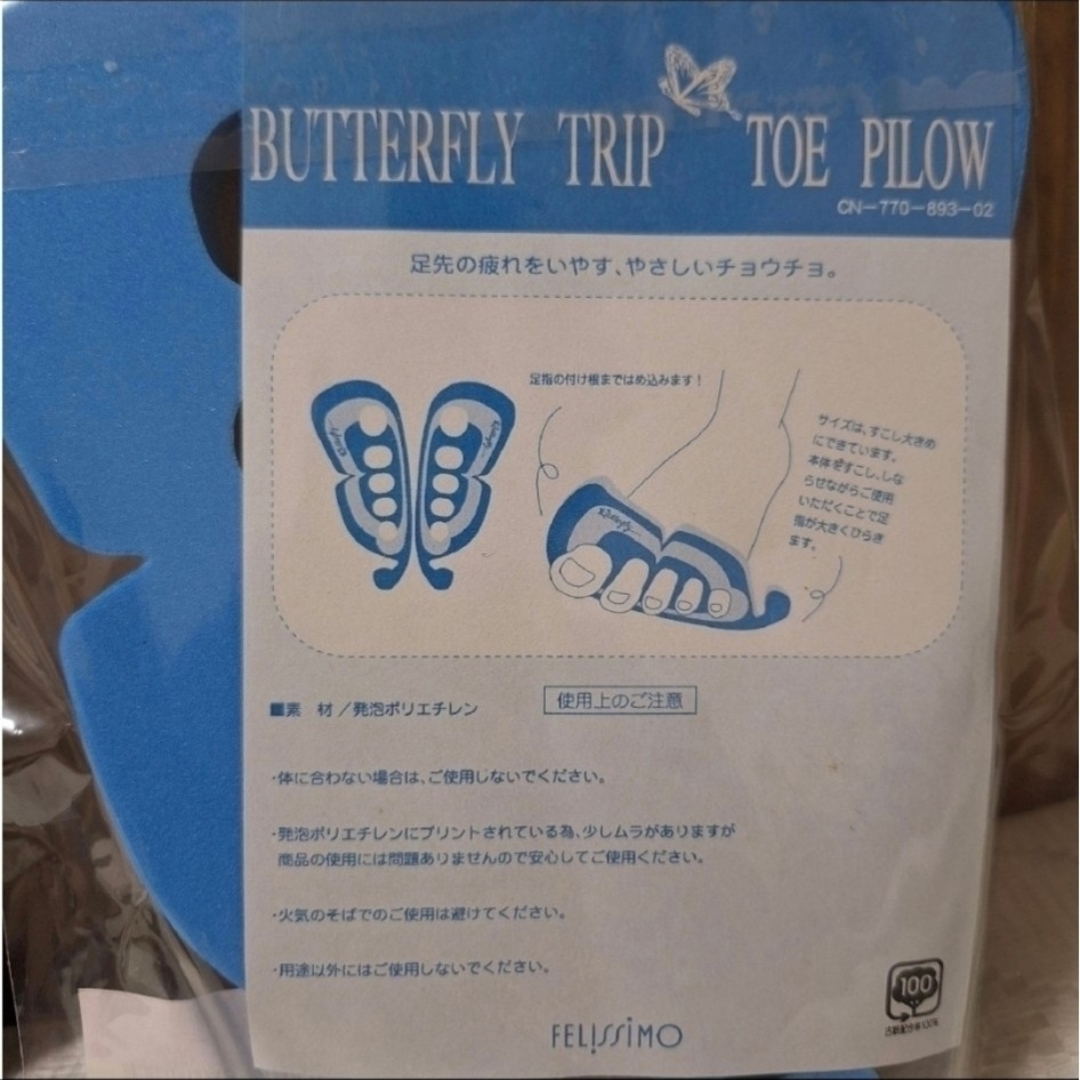 BUTTERFLY TRIP TOE PILOW
CN-770-893-02
足先の疲れをいやす、やさしいチョウチョ。
足指の付け根まではめ込みます!
サイズは、すこし大きめ
にできています。
本体をすこし、しな
らせながらご使用
いただくことで足
指が大きくひらき
ます。
■素 材/発泡ポリエチレン
使用上のご注意
・体に合わない場合は、ご使用しないでください。
・発泡ポリエチレンにプリントされている為、少しムラがありますが
商品の使用には問題ありませんので安心してご使用ください。
・火気のそばでのご使用は避けてください。
・用途以外にはご使用しないでください。
FELISSIMO
100
古紙配合率100%